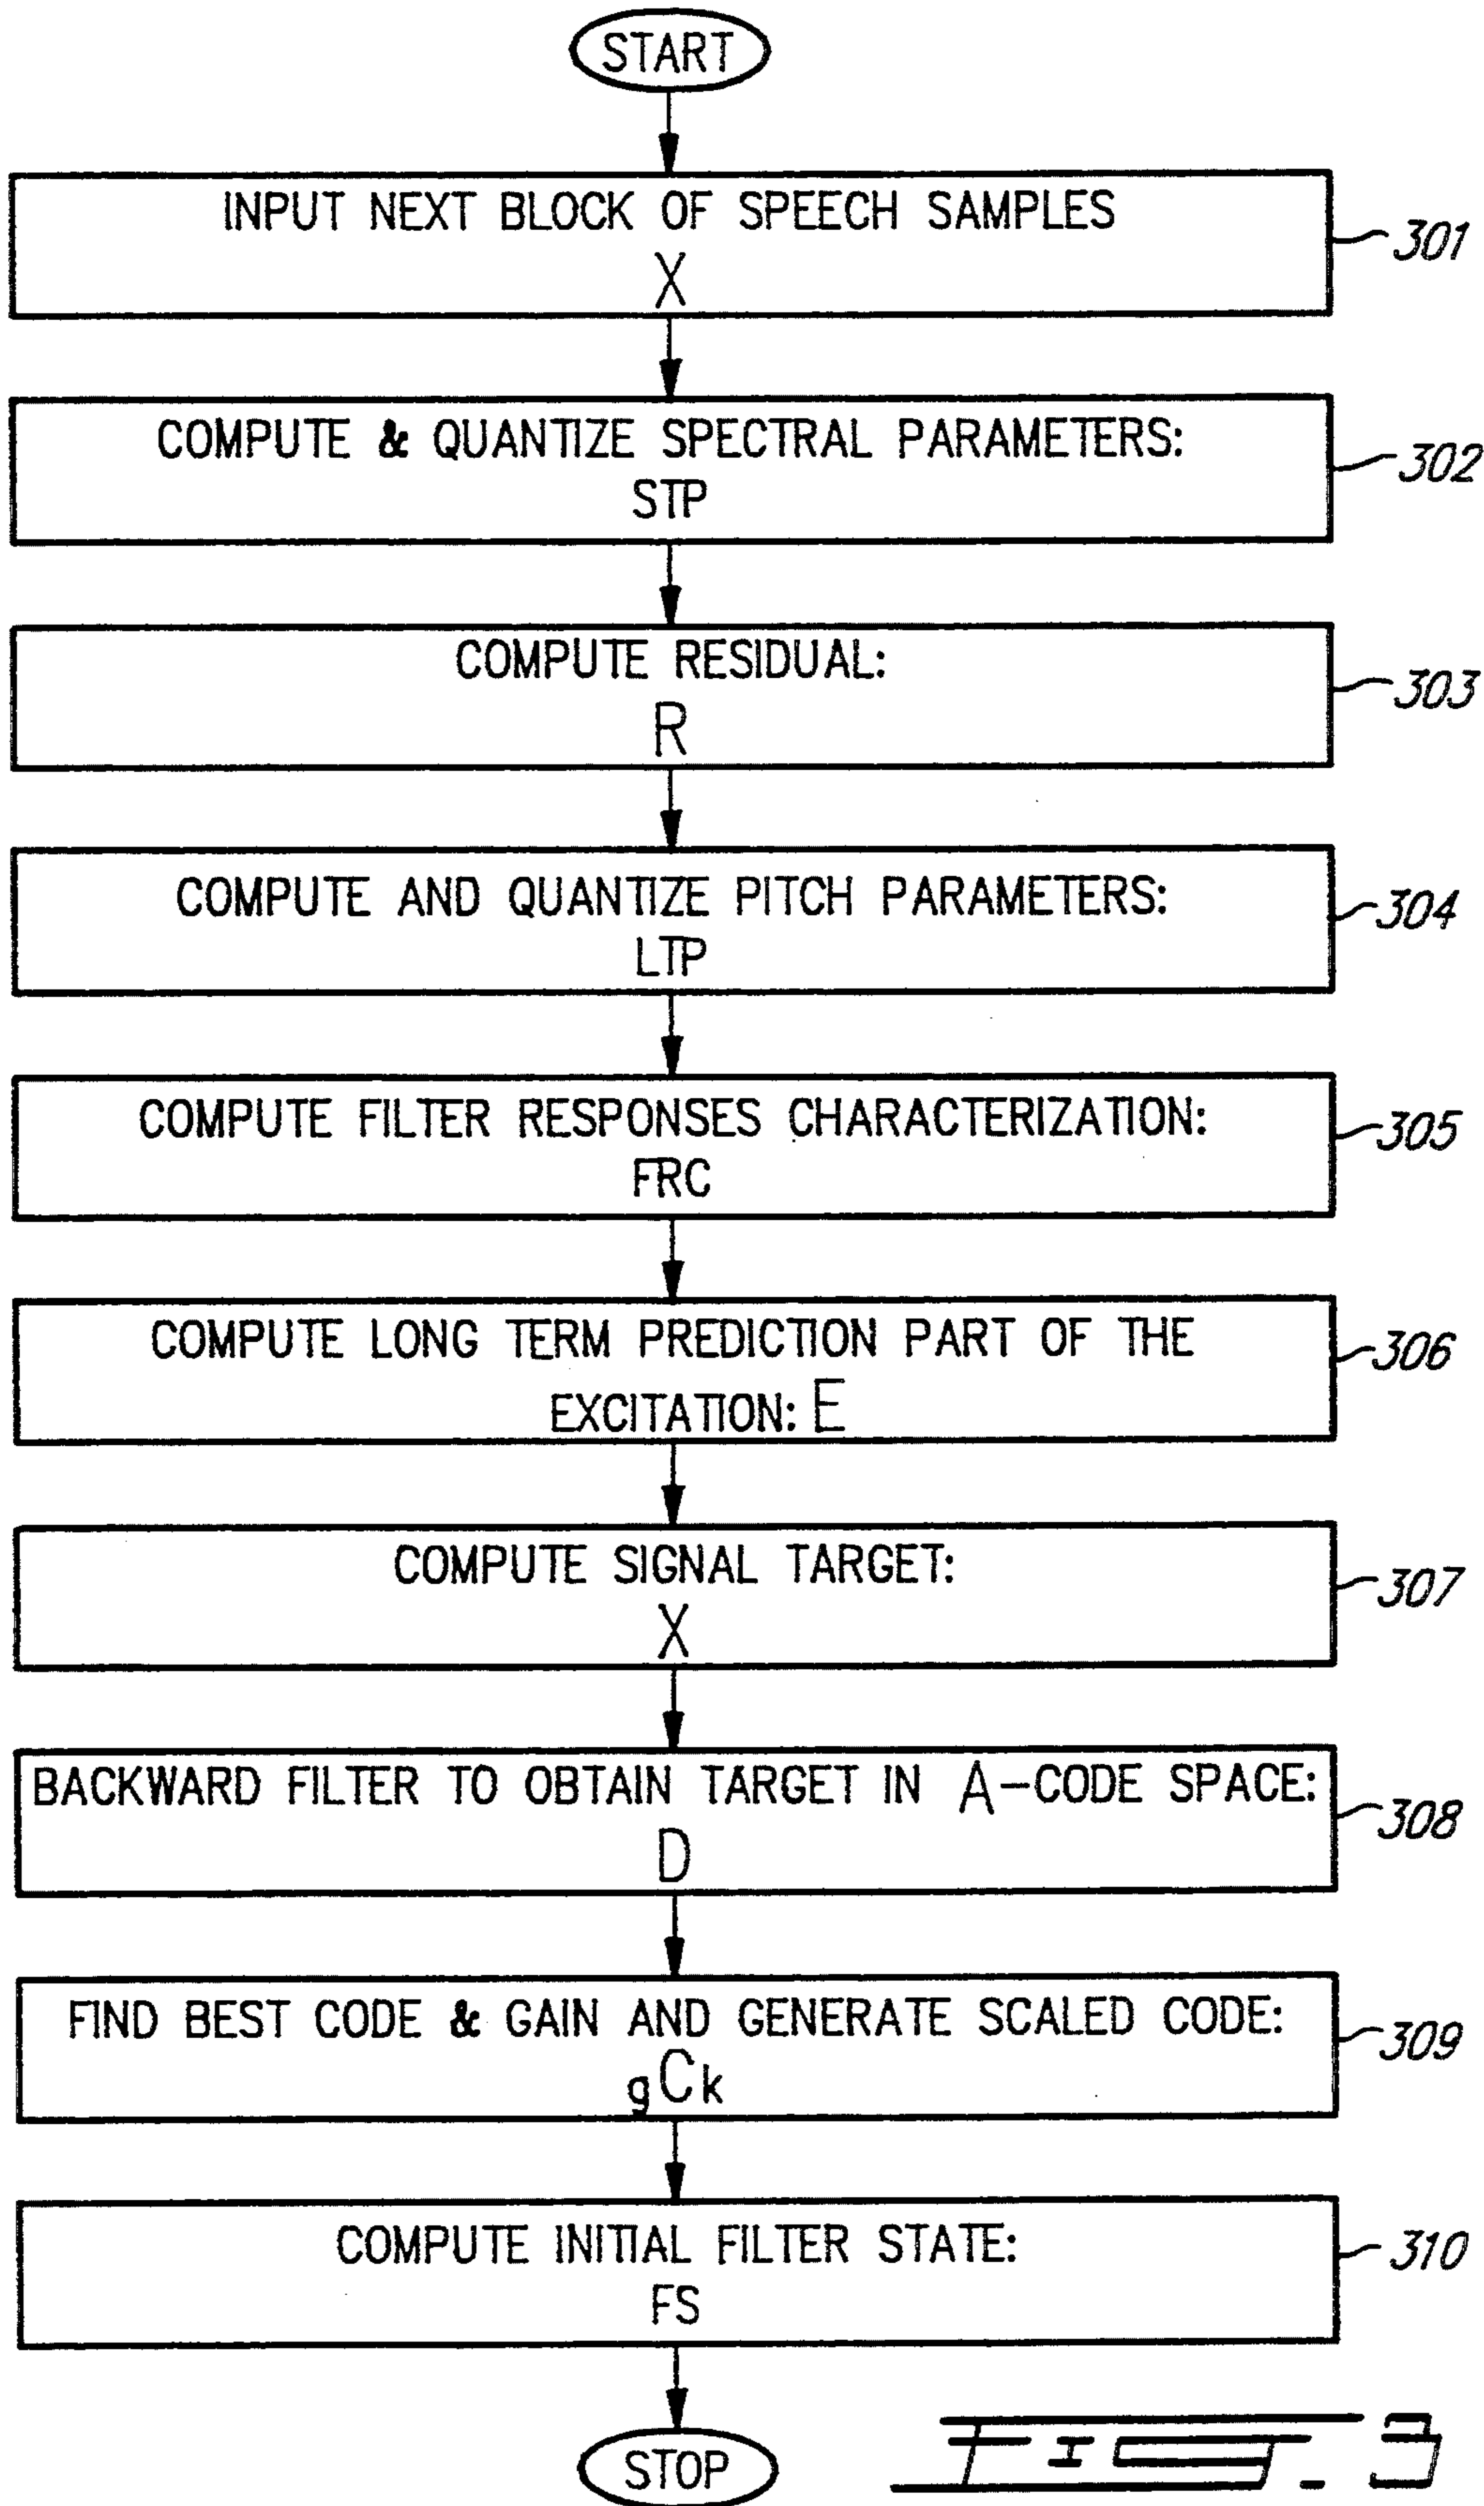 START
INPUT NEXT BLOCK OF SPEECH SAMPLES
X
301
COMPUTE & QUANTIZE SPECTRAL PARAMETERS:
STP
302
COMPUTE RESIDUAL:
R
303
COMPUTE AND QUANTIZE PITCH PARAMETERS:
LTP
304
COMPUTE FILTER RESPONSES CHARACTERIZATION:
FRC
305
COMPUTE LONG TERM PREDICTION PART OF THE
EXCITATION: E
306
COMPUTE SIGNAL TARGET:
X
307
BACKWARD FILTER TO OBTAIN TARGET IN A-CODE SPACE:
D
308
FIND BEST CODE & GAIN AND GENERATE SCALED CODE:
gCk
309
COMPUTE INITIAL FILTER STATE:
FS
310
STOP
FIG. 3